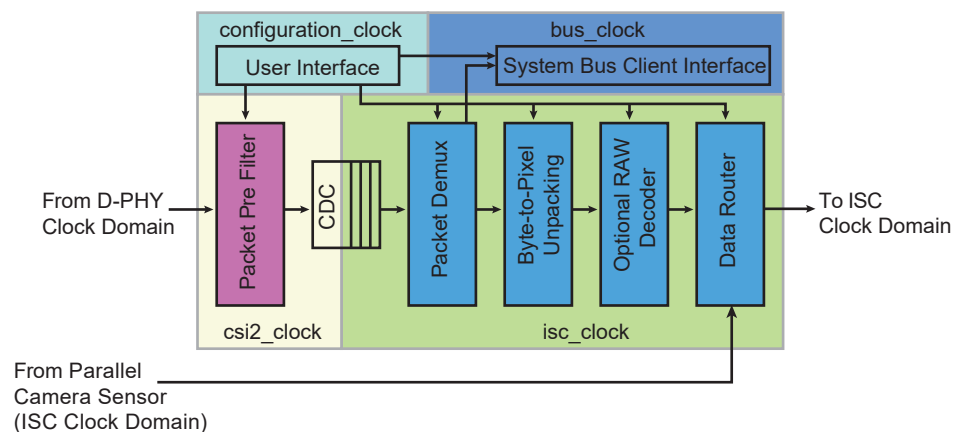 configuration_clock
bus_clock
User Interface
System Bus Client Interface
From D-PHY
Clock Domain
Packet Pre Filter
CDC
Packet Demux
Byte-to-Pixel
Unpacking
Optional RAW
Decoder
Data Router
To ISC
Clock Domain
csi2_clock
isc_clock
From Parallel
Camera Sensor
(ISC Clock Domain)